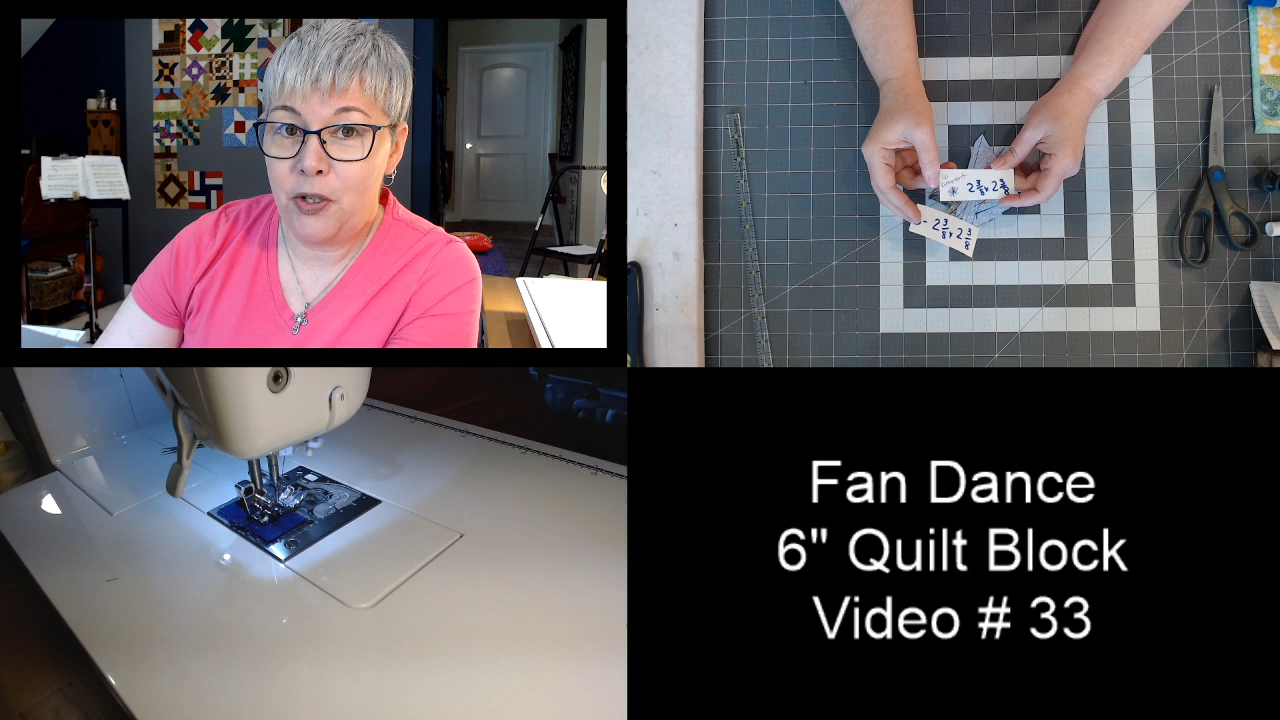 2 3/8 x 2 3/8
- 2 3/8 x 2 3/8
Fan Dance
6" Quilt Block
Video # 33